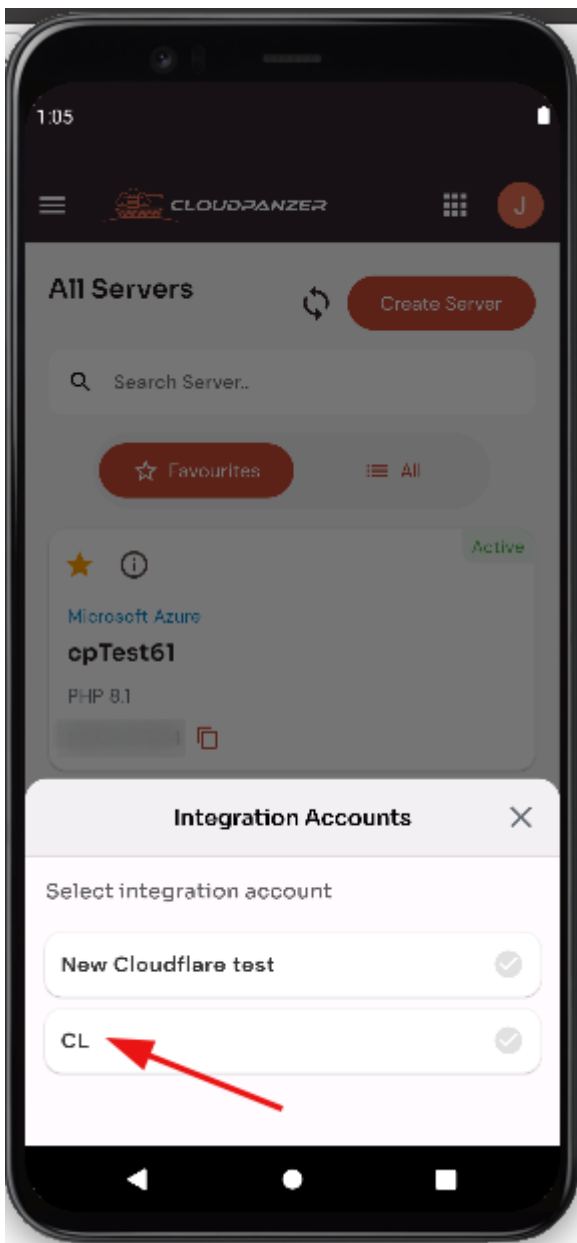 1:05
CLOUDPANZER
J
All Servers
Create Server
Search Server..
Favourites
All
Active
Microsoft Azure
cpTest61
PHP 8.1
Integration Accounts
Select integration account
New Cloudflare test
CL